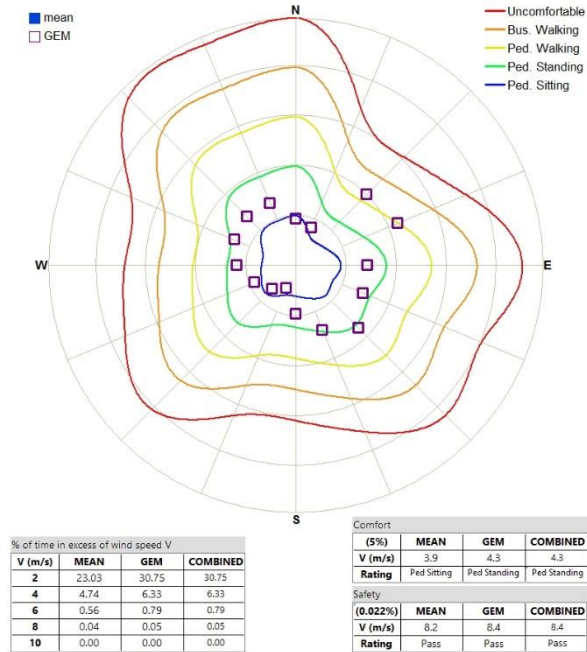 mean
GEM
N
Uncomfortable
Bus. Walking
Ped. Walking
Ped. Standing
Ped. Sitting
W
E
S
% of time in excess of wind speed V
V (m/s) MEAN GEM COMBINED
2 23.03 30.75 30.75
4 4.74 6.33 6.33
6 0.56 0.79 0.79
8 0.04 0.05 0.05
10 0.00 0.00 0.00
Comfort
(5%) MEAN GEM COMBINED
V (m/s) 3.9 4.3 4.3
Rating Ped Sitting Ped Standing Ped Standing
Safety
(0.022%) MEAN GEM COMBINED
V (m/s) 8.2 8.4 8.4
Rating Pass Pass Pass